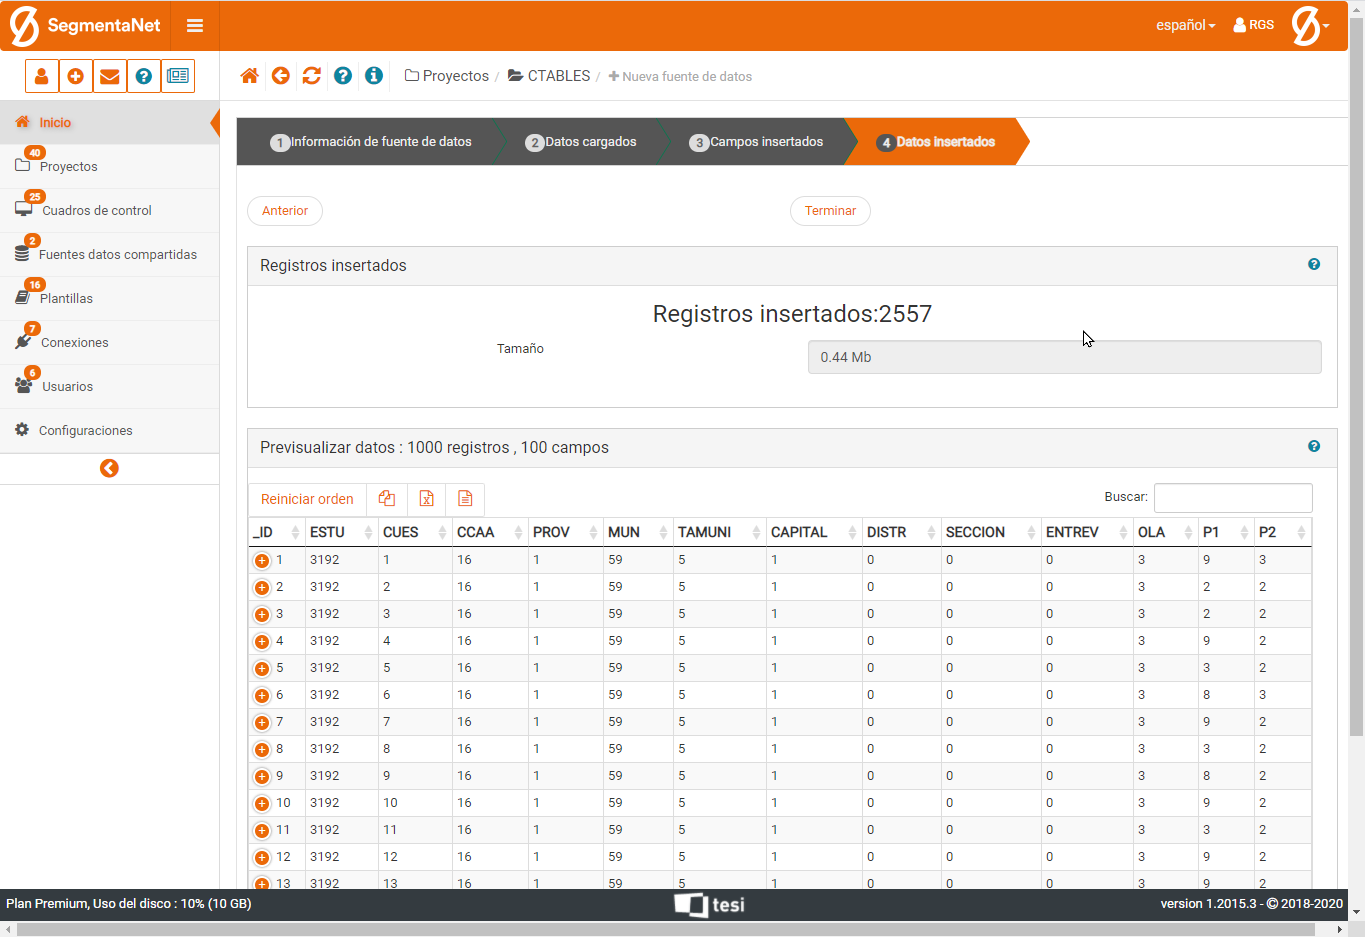 SegmentaNet español RGS
Proyectos / CTABLES / Nueva fuente de datos
Inicio
40
Proyectos
25
Cuadros de control
2
Fuentes datos compartidas
16
Plantillas
7
Conexiones
6
Usuarios
Configuraciones
1 Información de fuente de datos 2 Datos cargados 3 Campos insertados 4 Datos insertados
Anterior Terminar
Registros insertados
Registros insertados:2557
Tamaño 0.44 Mb
Previsualizar datos : 1000 registros , 100 campos
Reiniciar orden Buscar:
_ID ESTU CUES CCAA PROV MUN TAMUNI CAPITAL DISTR SECCION ENTREV OLA P1 P2
1 3192 1 16 1 59 5 1 0 0 0 3 9 3
2 3192 2 16 1 59 5 1 0 0 0 3 2 2
3 3192 3 16 1 59 5 1 0 0 0 3 2 2
4 3192 4 16 1 59 5 1 0 0 0 3 9 2
5 3192 5 16 1 59 5 1 0 0 0 3 3 2
6 3192 6 16 1 59 5 1 0 0 0 3 8 3
7 3192 7 16 1 59 5 1 0 0 0 3 9 2
8 3192 8 16 1 59 5 1 0 0 0 3 3 2
9 3192 9 16 1 59 5 1 0 0 0 3 8 2
10 3192 10 16 1 59 5 1 0 0 0 3 9 2
11 3192 11 16 1 59 5 1 0 0 0 3 3 2
12 3192 12 16 1 59 5 1 0 0 0 3 9 2
13 3192 13 16 1 59 5 1 0 0 0 3 9 2
Plan Premium, Uso del disco : 10% (10 GB) tesi version 1.2015.3 - © 2018-2020